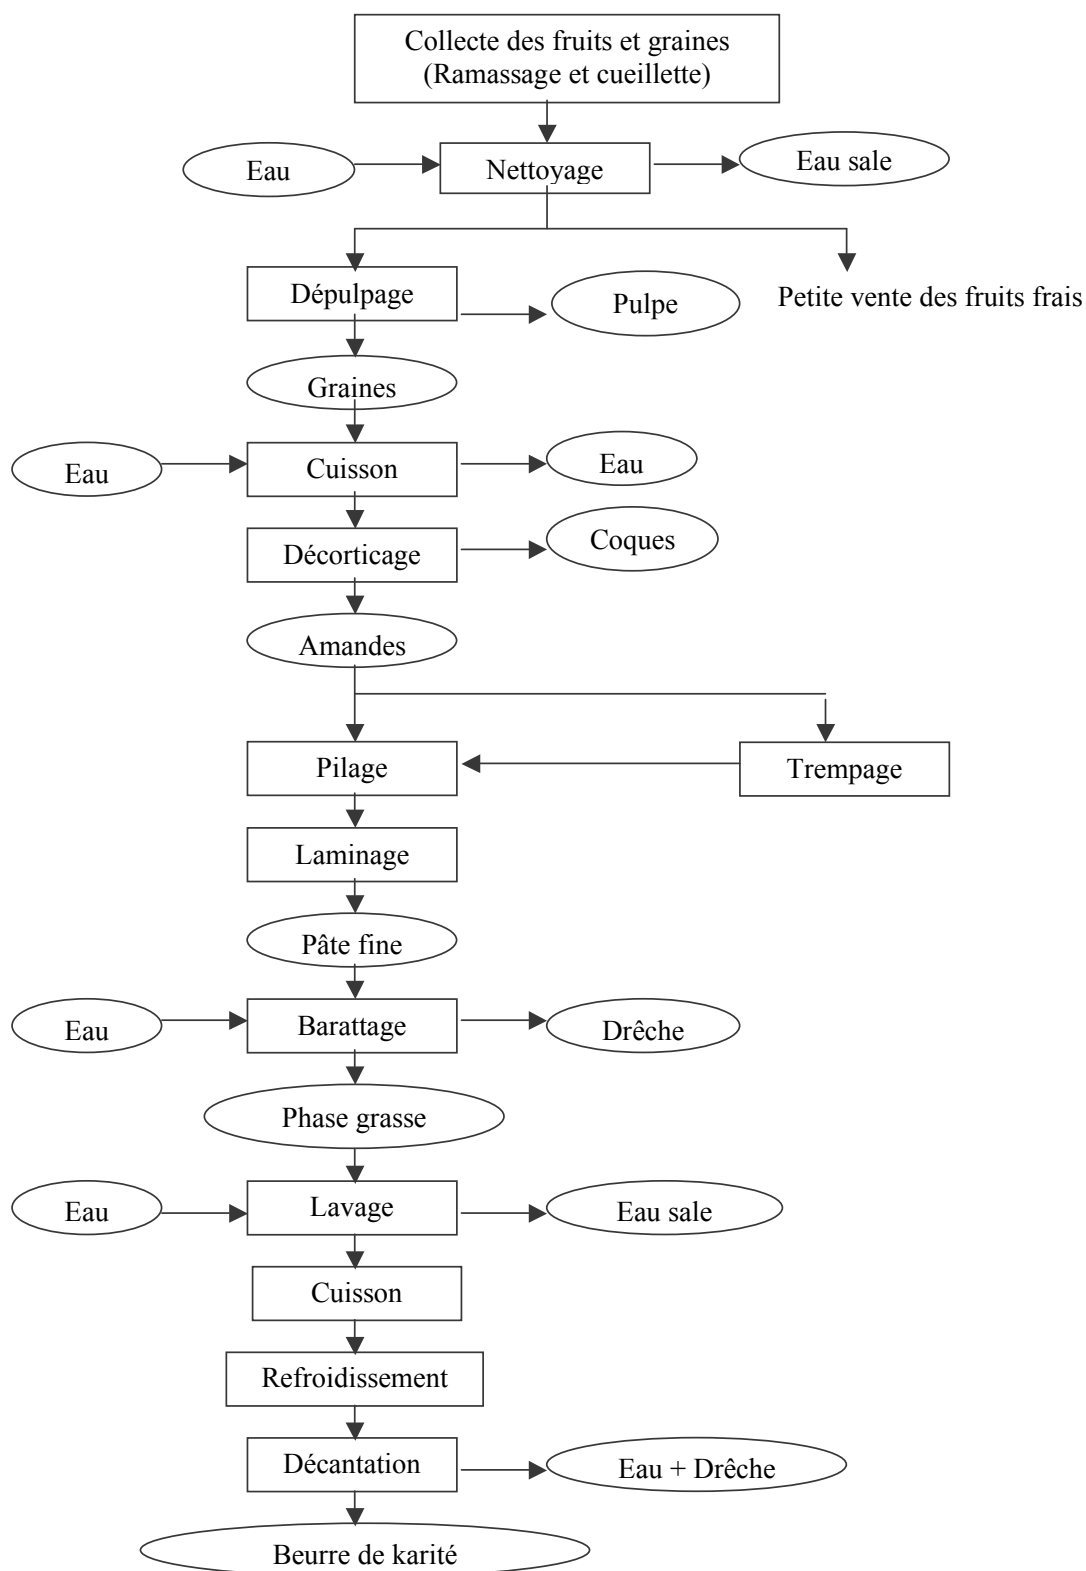 Collecte des fruits et graines
(Ramassage et cueillette)
Eau
Nettoyage
Eau sale
Dépulpage
Pulpe
Petite vente des fruits frais
Graines
Eau
Cuisson
Eau
Décorticage
Coques
Amandes
Pilage
Trempage
Laminage
Pâte fine
Eau
Barattage
Drêche
Phase grasse
Eau
Lavage
Eau sale
Cuisson
Refroidissement
Décantation
Eau + Drêche
Beurre de karité